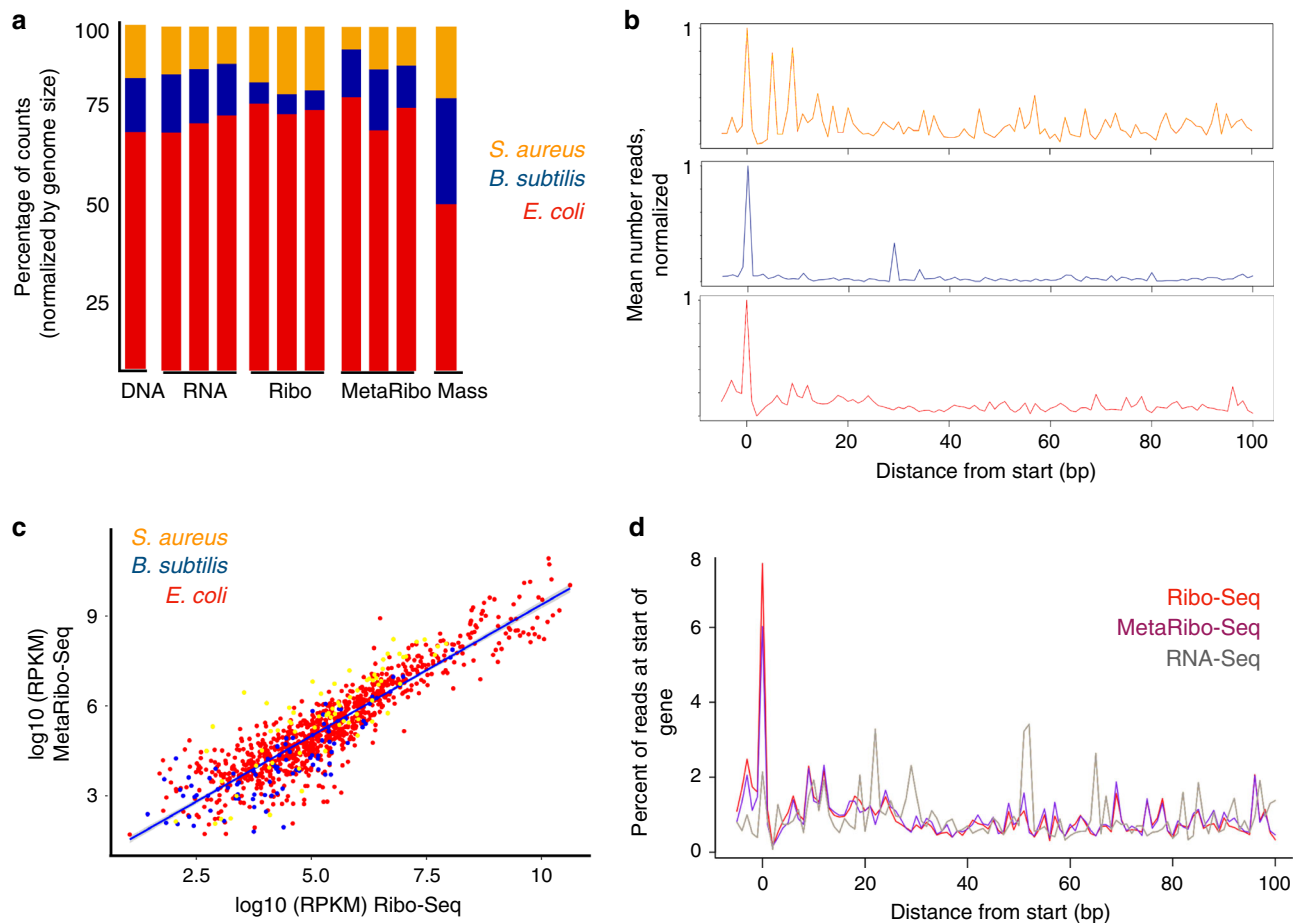 a
Percentage of counts
(normalized by genome size)
100
75
50
25
DNA
RNA
Ribo
MetaRibo
Mass
S. aureus
B. subtilis
E. coli
b
Mean number reads,
normalized
1
1
1
0
20
40
60
80
100
Distance from start (bp)
c
S. aureus
B. subtilis
E. coli
log10 (RPKM)
MetaRibo-Seq
9
6
3
2.5
5.0
7.5
10
log10 (RPKM) Ribo-Seq
d
Percent of reads at start of
gene
8
6
4
2
0
Ribo-Seq
MetaRibo-Seq
RNA-Seq
0
20
40
60
80
100
Distance from start (bp)